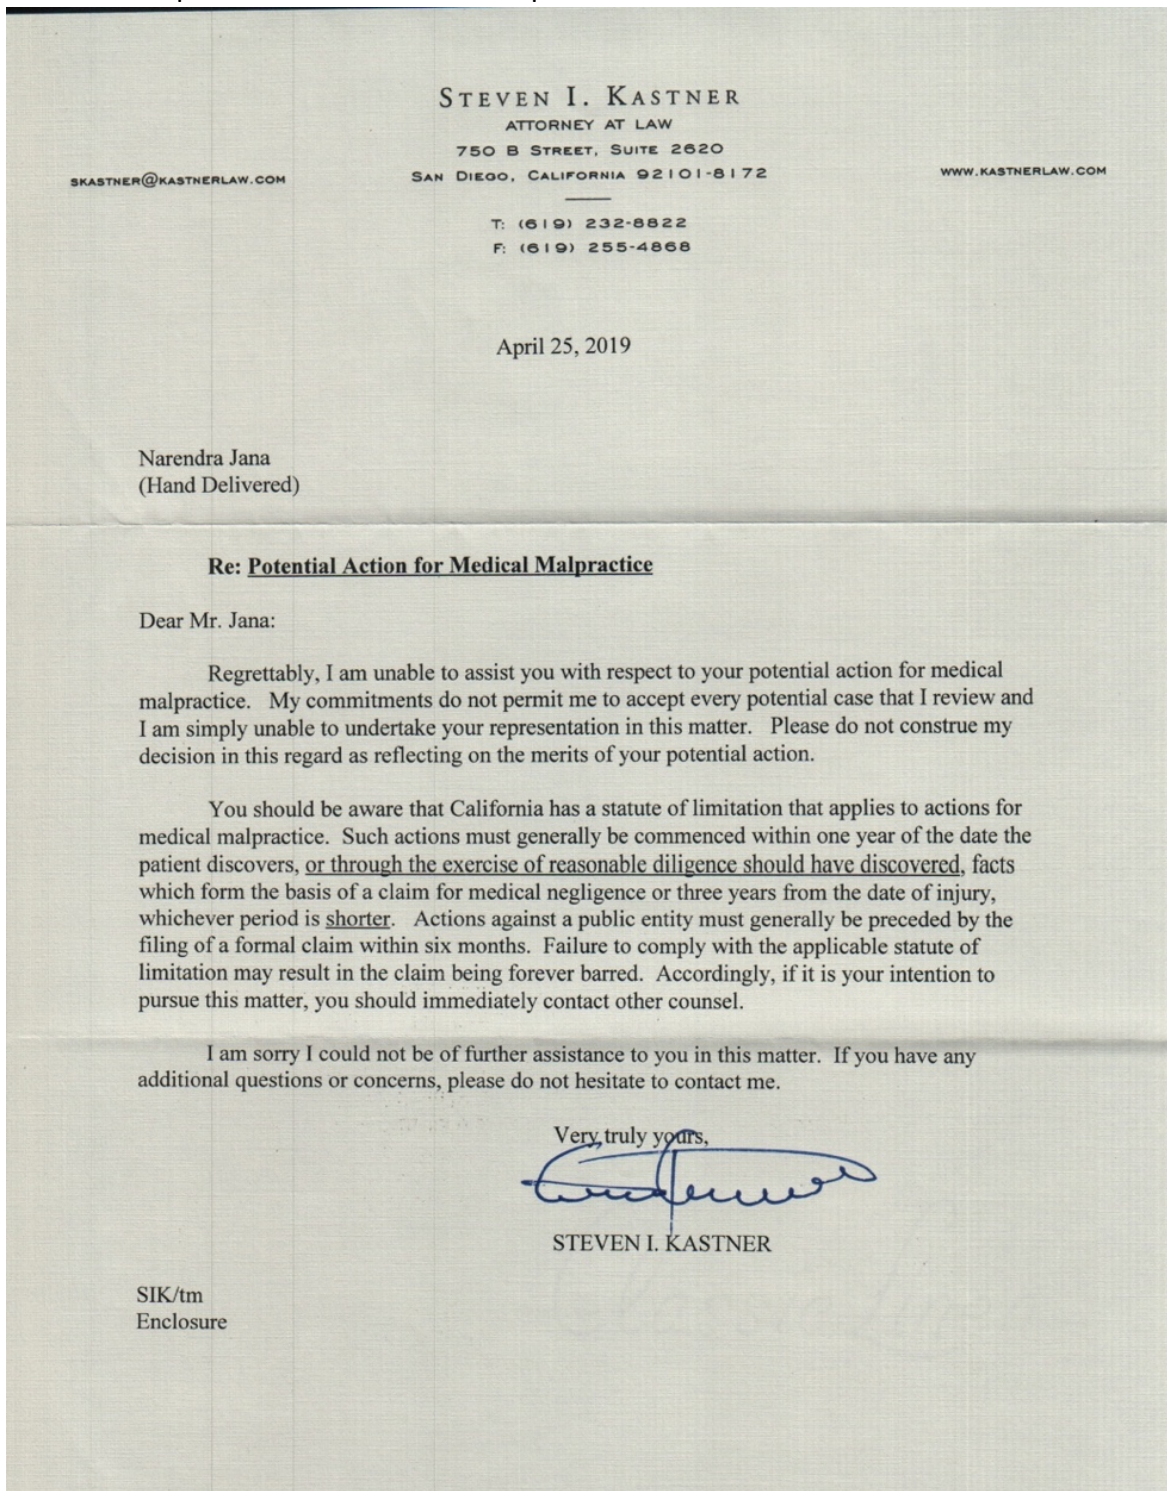 STEVEN I. KASTNER
ATTORNEY AT LAW
750 B STREET, SUITE 2620
SAN DIEGO, CALIFORNIA 92101-8172
SKASTNER@KASTNERLAW.COM
WWW.KASTNERLAW.COM
T: (619) 232-8822
F: (619) 255-4868
April 25, 2019
Narendra Jana
(Hand Delivered)
Re: Potential Action for Medical Malpractice
Dear Mr. Jana:
Regrettably, I am unable to assist you with respect to your potential action for medical
malpractice. My commitments do not permit me to accept every potential case that I review and
I am simply unable to undertake your representation in this matter. Please do not construe my
decision in this regard as reflecting on the merits of your potential action.
You should be aware that California has a statute of limitation that applies to actions for
medical malpractice. Such actions must generally be commenced within one year of the date the
patient discovers, or through the exercise of reasonable diligence should have discovered, facts
which form the basis of a claim for medical negligence or three years from the date of injury,
whichever period is shorter. Actions against a public entity must generally be preceded by the
filing of a formal claim within six months. Failure to comply with the applicable statute of
limitation may result in the claim being forever barred. Accordingly, if it is your intention to
pursue this matter, you should immediately contact other counsel.
I am sorry I could not be of further assistance to you in this matter. If you have any
additional questions or concerns, please do not hesitate to contact me.
Very truly yours,
STEVEN I. KASTNER
SIK/tm
Enclosure